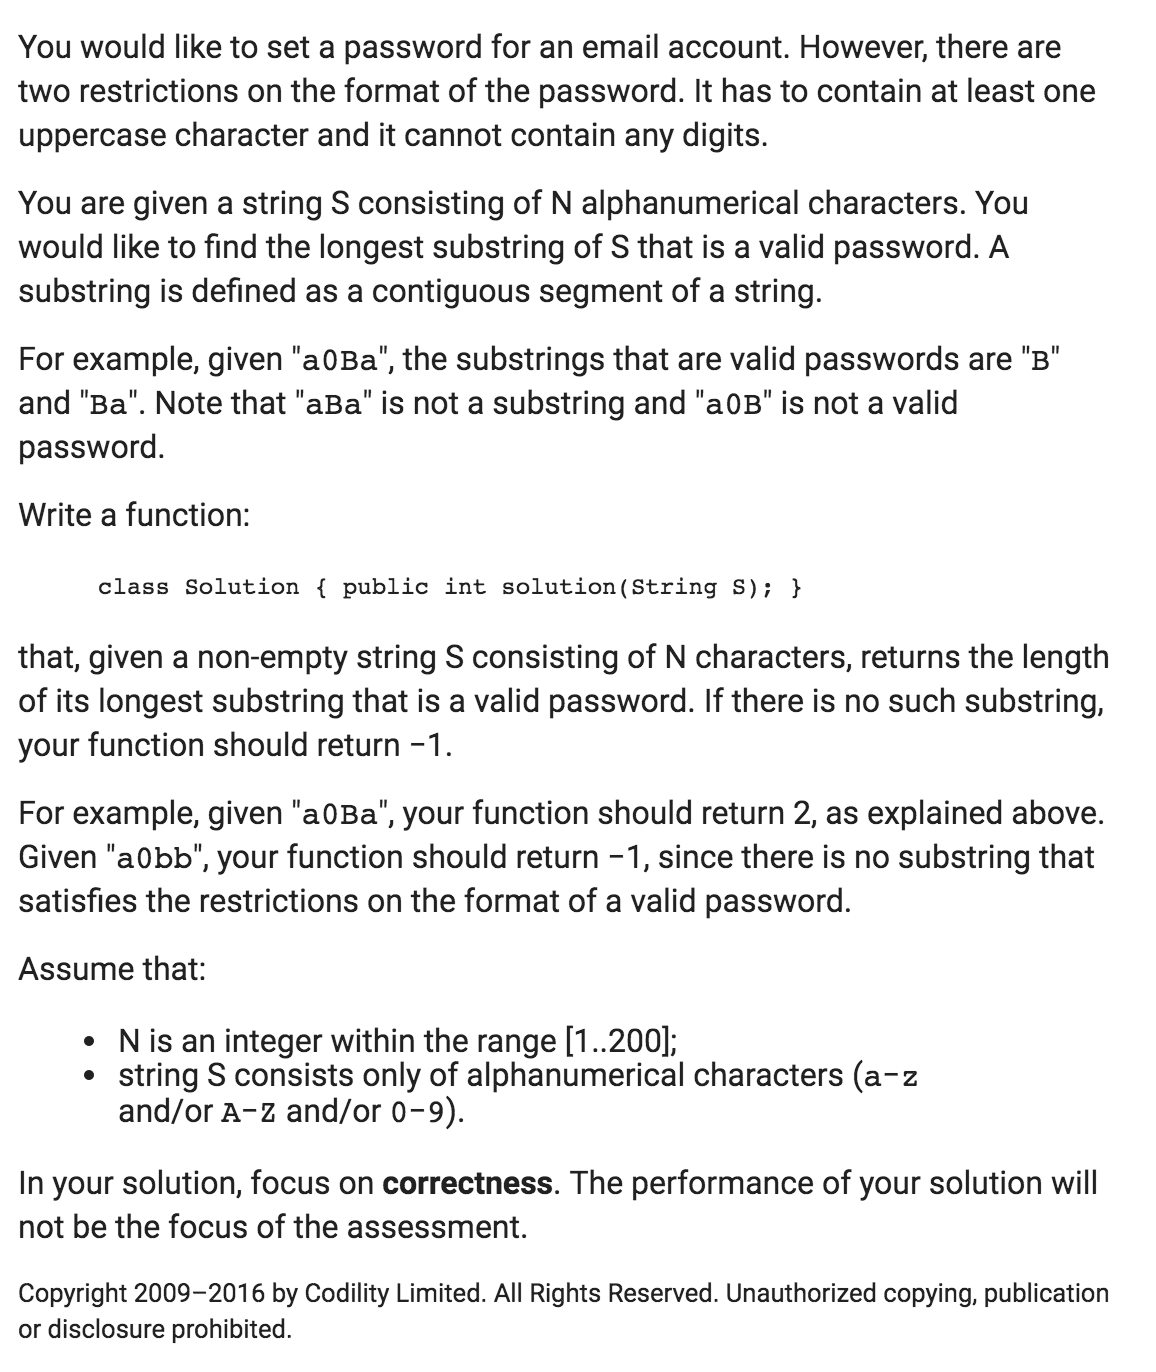 You would like to set a password for an email account. However, there are
two restrictions on the format of the password. It has to contain at least one
uppercase character and it cannot contain any digits.
You are given a string S consisting of N alphanumerical characters. You
would like to find the longest substring of S that is a valid password. A
substring is defined as a contiguous segment of a string.
For example, given "a0Ba", the substrings that are valid passwords are "B"
and "Ba". Note that "aBa" is not a substring and "a0B" is not a valid
password.
Write a function:
class Solution { public int solution(String S); }
that, given a non-empty string S consisting of N characters, returns the length
of its longest substring that is a valid password. If there is no such substring,
your function should return −1.
For example, given "a0Ba", your function should return 2, as explained above.
Given "a0bb", your function should return −1, since there is no substring that
satisfies the restrictions on the format of a valid password.
Assume that:
• N is an integer within the range [1..200];
• string S consists only of alphanumerical characters (a-z
and/or A-Z and/or 0-9).
In your solution, focus on correctness. The performance of your solution will
not be the focus of the assessment.
Copyright 2009–2016 by Codility Limited. All Rights Reserved. Unauthorized copying, publication
or disclosure prohibited.